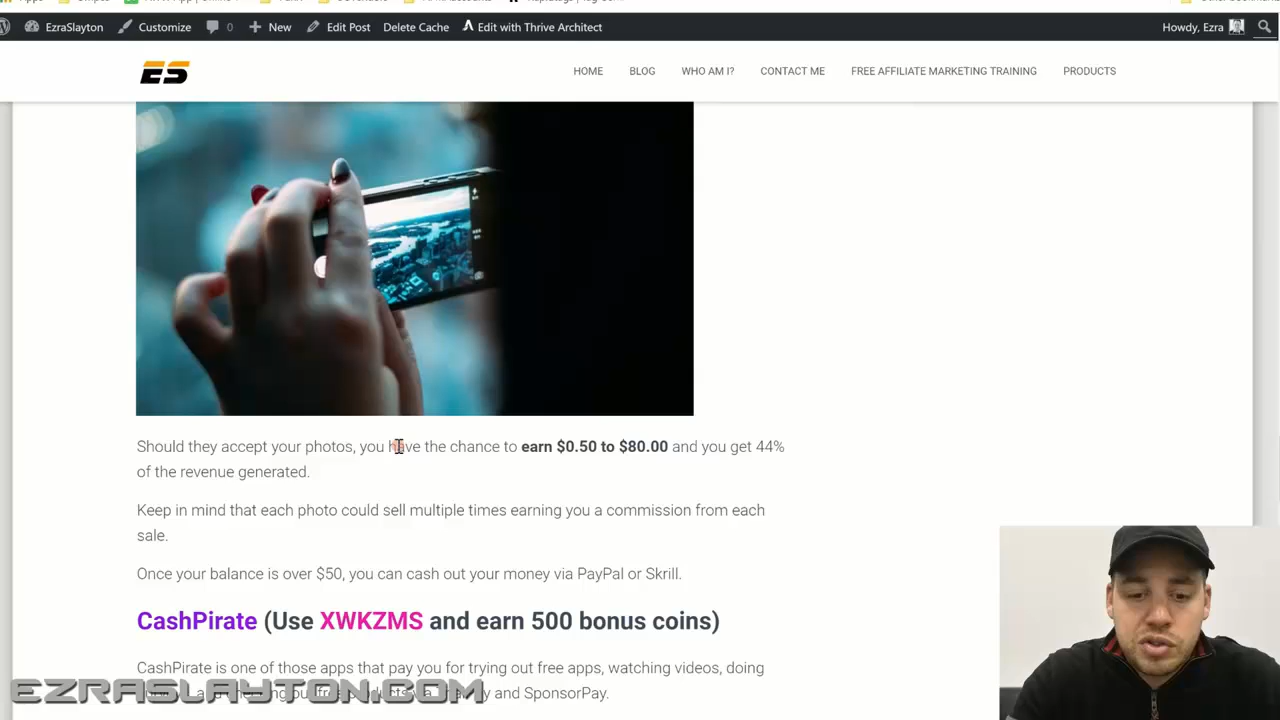 EzraSlayton Customize 0 New Edit Post Delete Cache Edit with Thrive Architect Howdy, Ezra
ES HOME BLOG WHO AM I? CONTACT ME FREE AFFILIATE MARKETING TRAINING PRODUCTS
Should they accept your photos, you have the chance to earn $0.50 to $80.00 and you get 44%
of the revenue generated.
Keep in mind that each photo could sell multiple times earning you a commission from each
sale.
Once your balance is over $50, you can cash out your money via PayPal or Skrill.
CashPirate (Use XWKZMS and earn 500 bonus coins)
CashPirate is one of those apps that pay you for trying out free apps, watching videos, doing
and SponsorPay.
EZRASLAYTON.COM